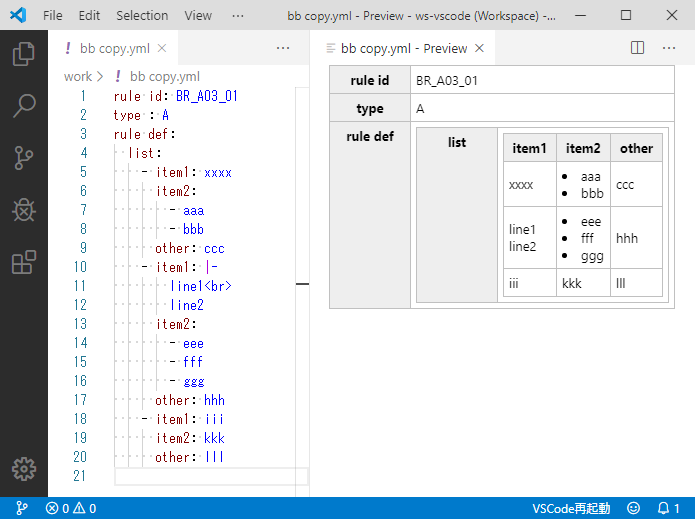 File Edit Selection View ··· bb copy.yml - Preview - ws-vscode (Workspace) -...
! bb copy.yml ···
bb copy.yml - Preview ···
work > ! bb copy.yml
1 rule id: BR_A03_01
2 type : A
3 rule def:
4 list:
5 - item1: xxxx
6 item2:
7 - aaa
8 - bbb
9 other: ccc
10 - item1: |-
11 line1<br>
12 line2
13 item2:
14 - eee
15 - fff
16 - ggg
17 other: hhh
18 - item1: iii
19 item2: kkk
20 other: lll
21
rule id BR_A03_01
type A
rule def list item1 item2 other
xxxx • aaa ccc
• bbb
line1 • eee hhh
line2 • fff
• ggg
iii kkk lll
0 0 VSCode再起動 1